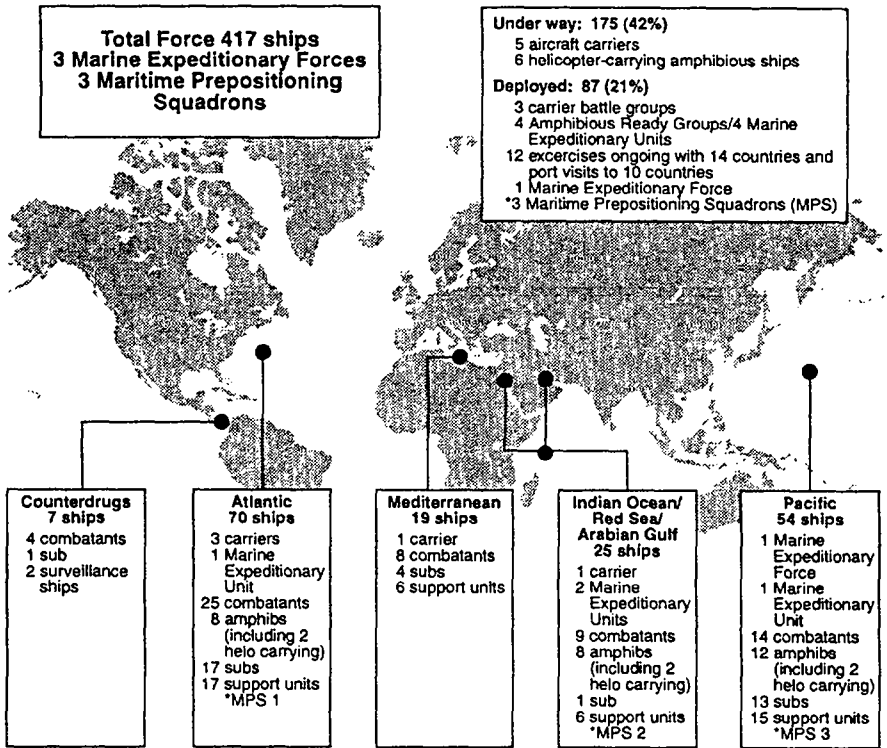 Total Force 417 ships
3 Marine Expeditionary Forces
3 Maritime Prepositioning
Squadrons
Under way: 175 (42%)
5 aircraft carriers
6 helicopter-carrying amphibious ships
Deployed: 87 (21%)
3 carrier battle groups
4 Amphibious Ready Groups/4 Marine
Expeditionary Units
12 excercises ongoing with 14 countries and
port visits to 10 countries
1 Marine Expeditionary Force
*3 Maritime Prepositioning Squadrons (MPS)
Counterdrugs
7 ships
4 combatants
1 sub
2 surveillance
ships
Atlantic
70 ships
3 carriers
1 Marine
Expeditionary
Unit
25 combatants
8 amphibs
(including 2
helo carrying)
17 subs
17 support units
*MPS 1
Mediterranean
19 ships
1 carrier
8 combatants
4 subs
6 support units
Indian Ocean/
Red Sea/
Arabian Gulf
25 ships
1 carrier
2 Marine
Expeditionary
Units
9 combatants
8 amphibs
(including 2
helo carrying)
1 sub
6 support units
*MPS 2
Pacific
54 ships
1 Marine
Expeditionary
Force
1 Marine
Expeditionary
Unit
14 combatants
12 amphibs
(including 2
helo carrying)
13 subs
15 support units
*MPS 3